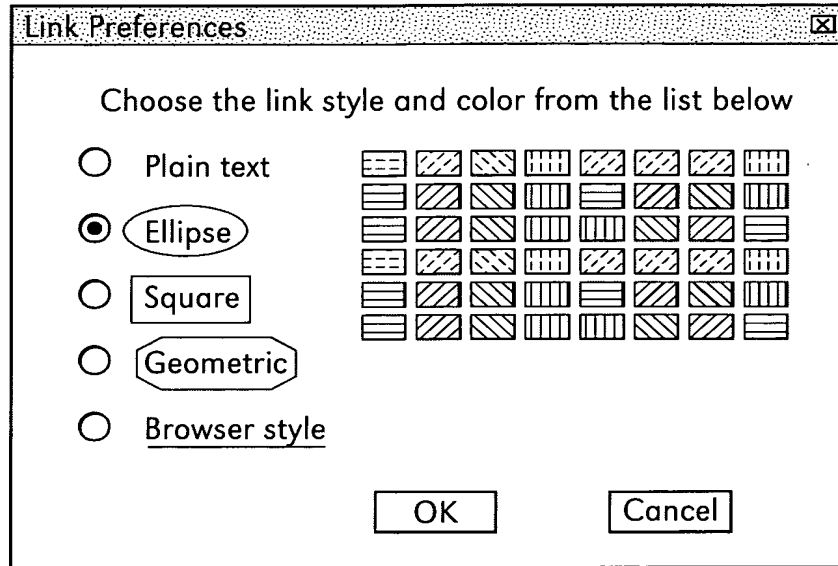 Link Preferences
Choose the link style and color from the list below
Plain text
Ellipse
Square
Geometric
Browser style
OK
Cancel